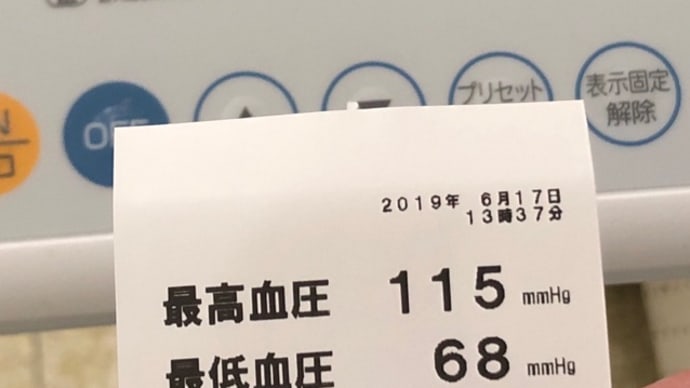 OFF
プリセット
表示固定
解除
2019年 6月17日
13時37分
最高血圧 115 mmHg
最低血圧 68 mmHg